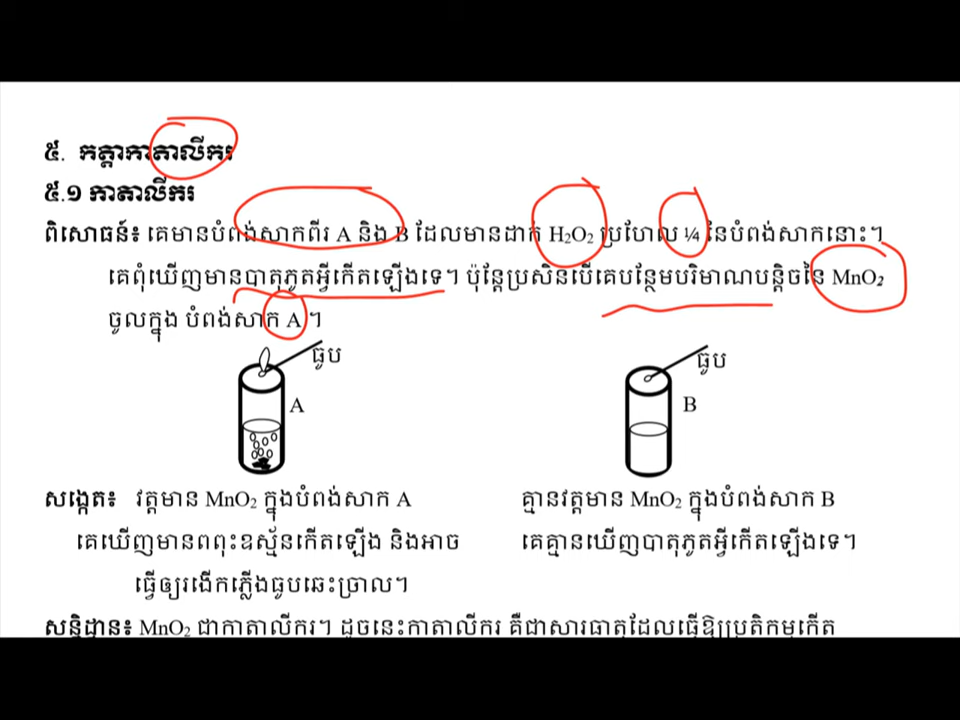 ៥. កត្តាកាតាលីករ
៥.១ កាតាលីករ
ពិសោធន៍៖ គេមានបំពង់សាកពីរ A និង B ដែលមានដាក់ H₂O₂ ប្រហែល ¼ នៃបំពង់សាកនោះ។
គេពុំឃើញមានបាតុភូតអ្វីកើតឡើងទេ។ ប៉ុន្តែប្រសិនបើគេបន្ថែមបរិមាណបន្តិចនៃ MnO₂
ចូលក្នុង បំពង់សាក A ។
ធូប
ធូប
A
B
សង្កេត៖ វត្តមាន MnO₂ ក្នុងបំពង់សាក A
គ្មានវត្តមាន MnO₂ ក្នុងបំពង់សាក B
គេឃើញមានពពុះឧស្ម័នកើតឡើង និងអាច
គេគ្មានឃើញបាតុភូតអ្វីកើតឡើងទេ។
ធ្វើឲ្យរងើកភ្លើងធូបឆេះច្រាល។
សន្និដ្ឋាន៖ MnO₂ ជាកាតាលីករ។ ដូចនេះកាតាលីករ គឺជាសារធាតុដែលធ្វើឱ្យប្រតិកម្មកើត